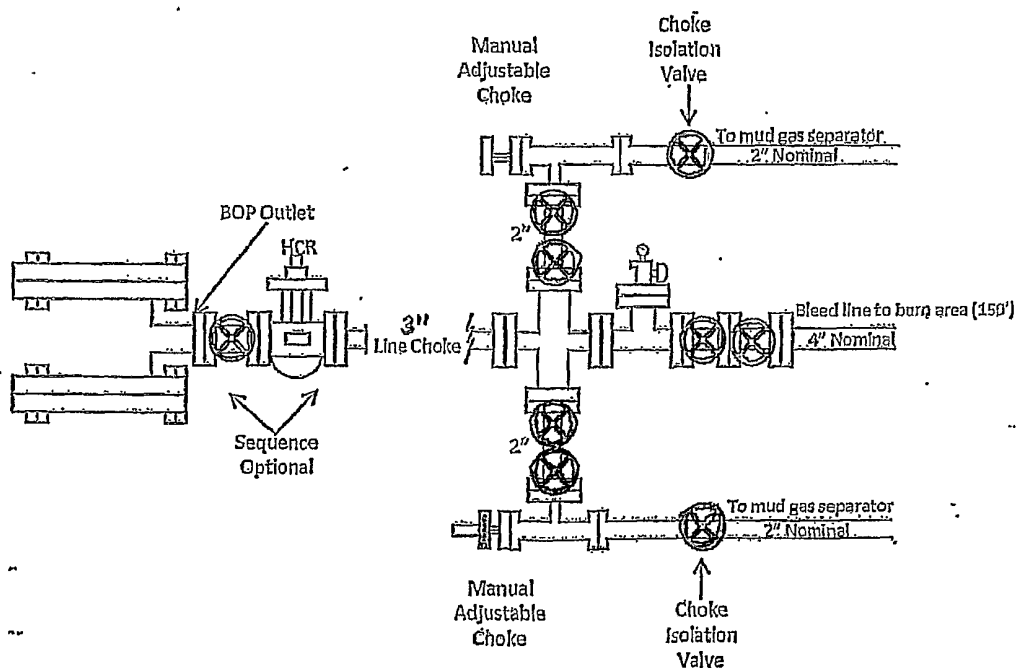 Choke
Isolation
Valve
Manual
Adjustable
Choke
To mud gas separator
2" Nominal
BOP Outlet
HCR
2"
3"
Line Choke
Bleed line to burn area (150')
4" Nominal
Sequence
Optional
2"
To mud gas separator
2" Nominal
Manual
Adjustable
Choke
Choke
Isolation
Valve